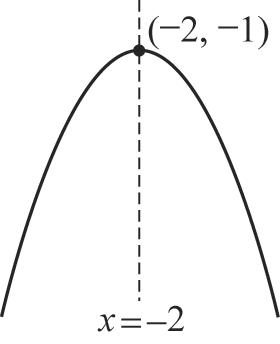 (−2, −1)
x = −2